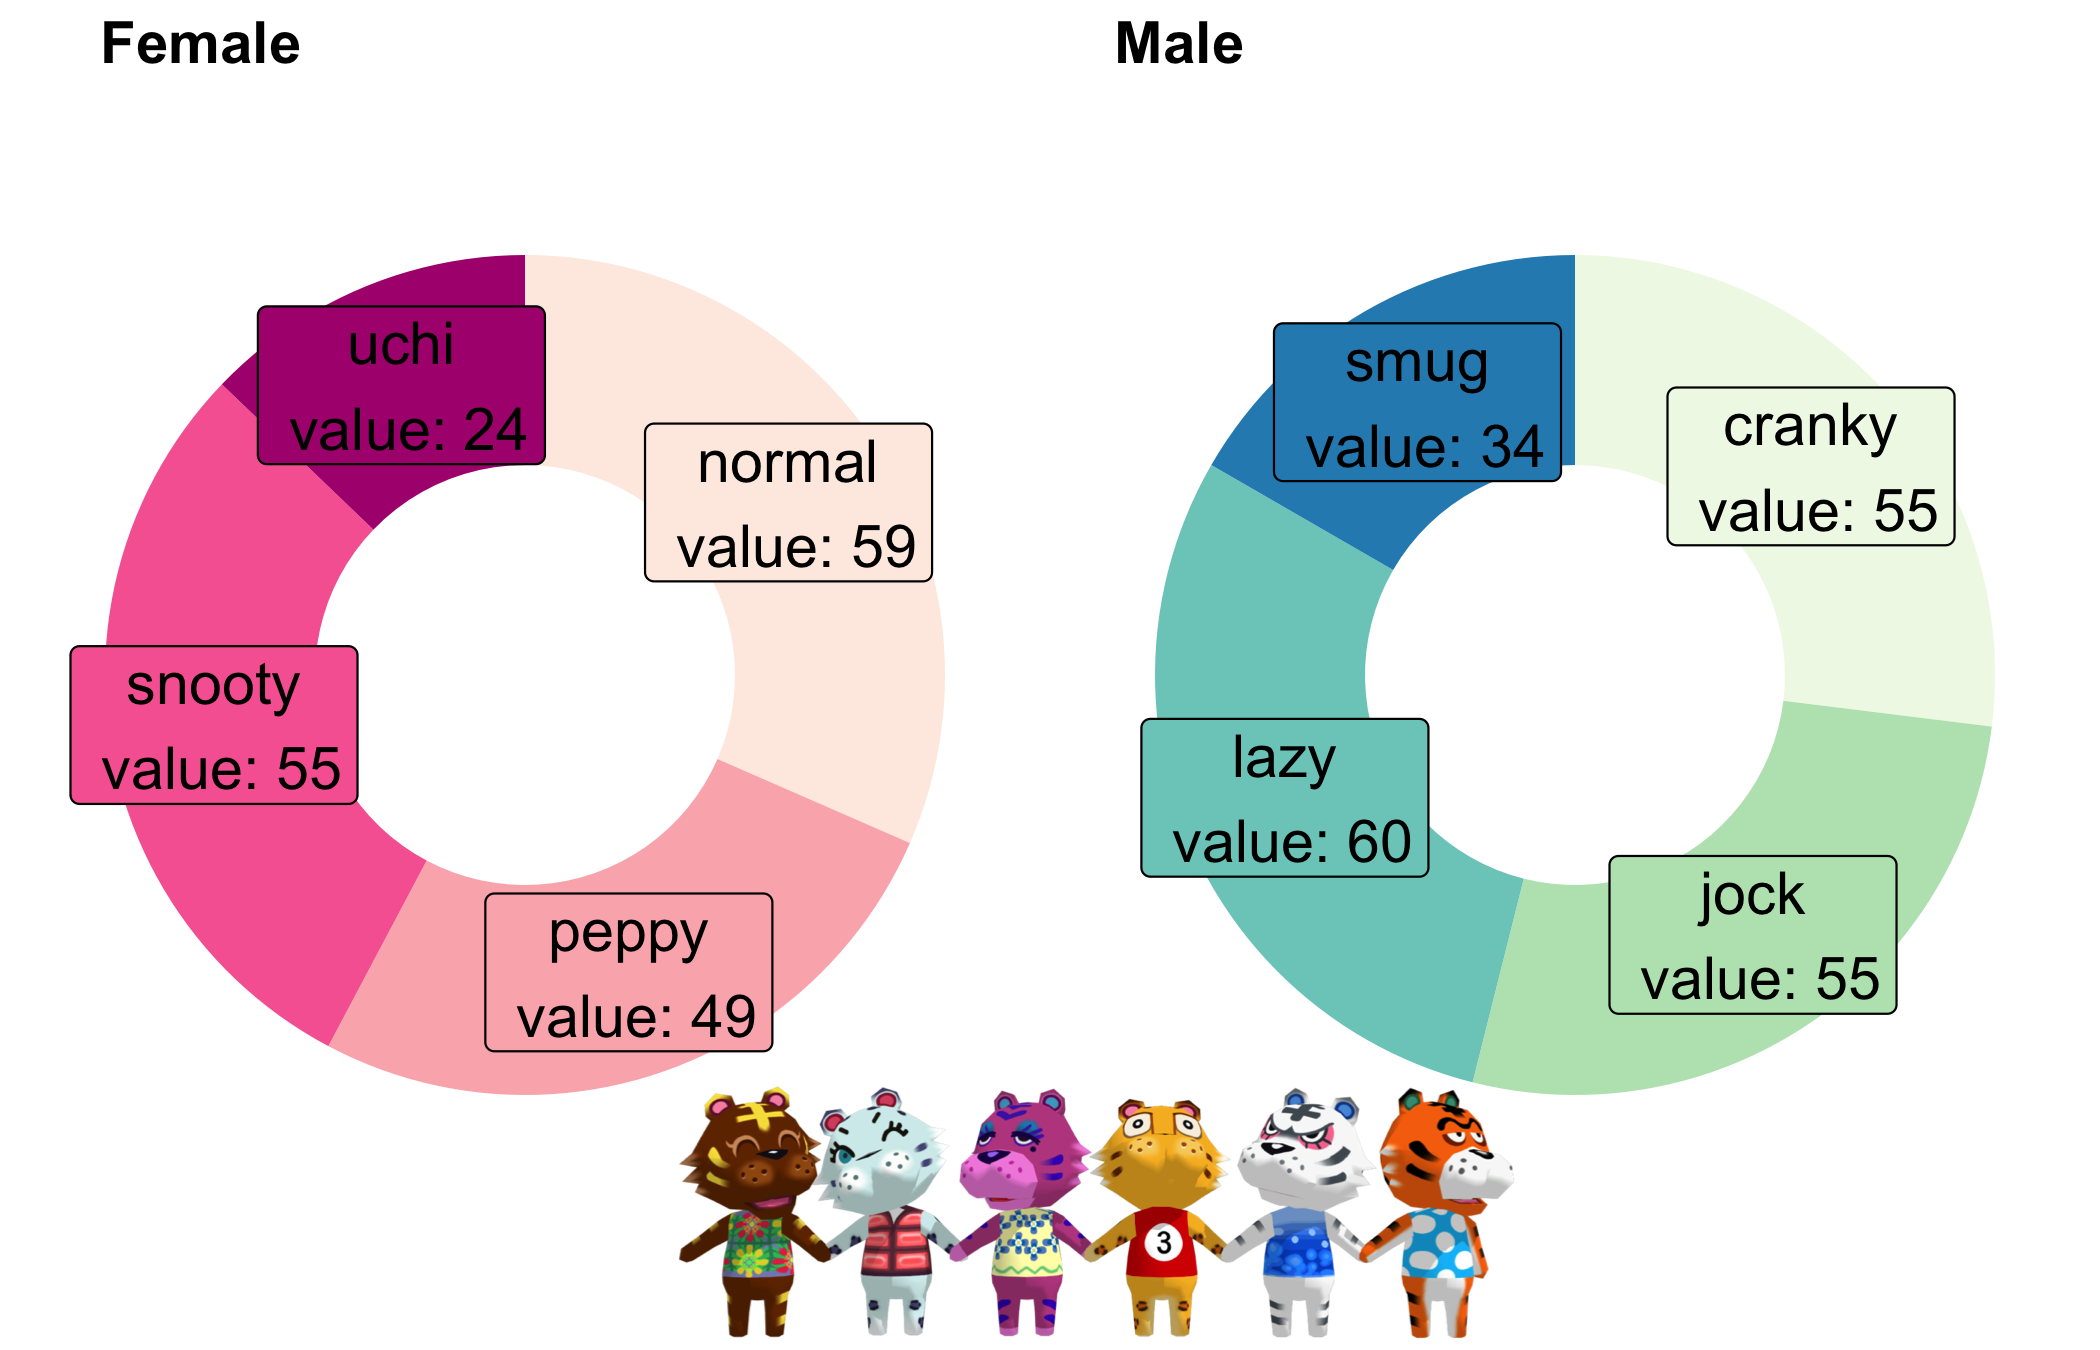 Female
Male
uchi
value: 24
normal
value: 59
snooty
value: 55
peppy
value: 49
smug
value: 34
cranky
value: 55
lazy
value: 60
jock
value: 55
3